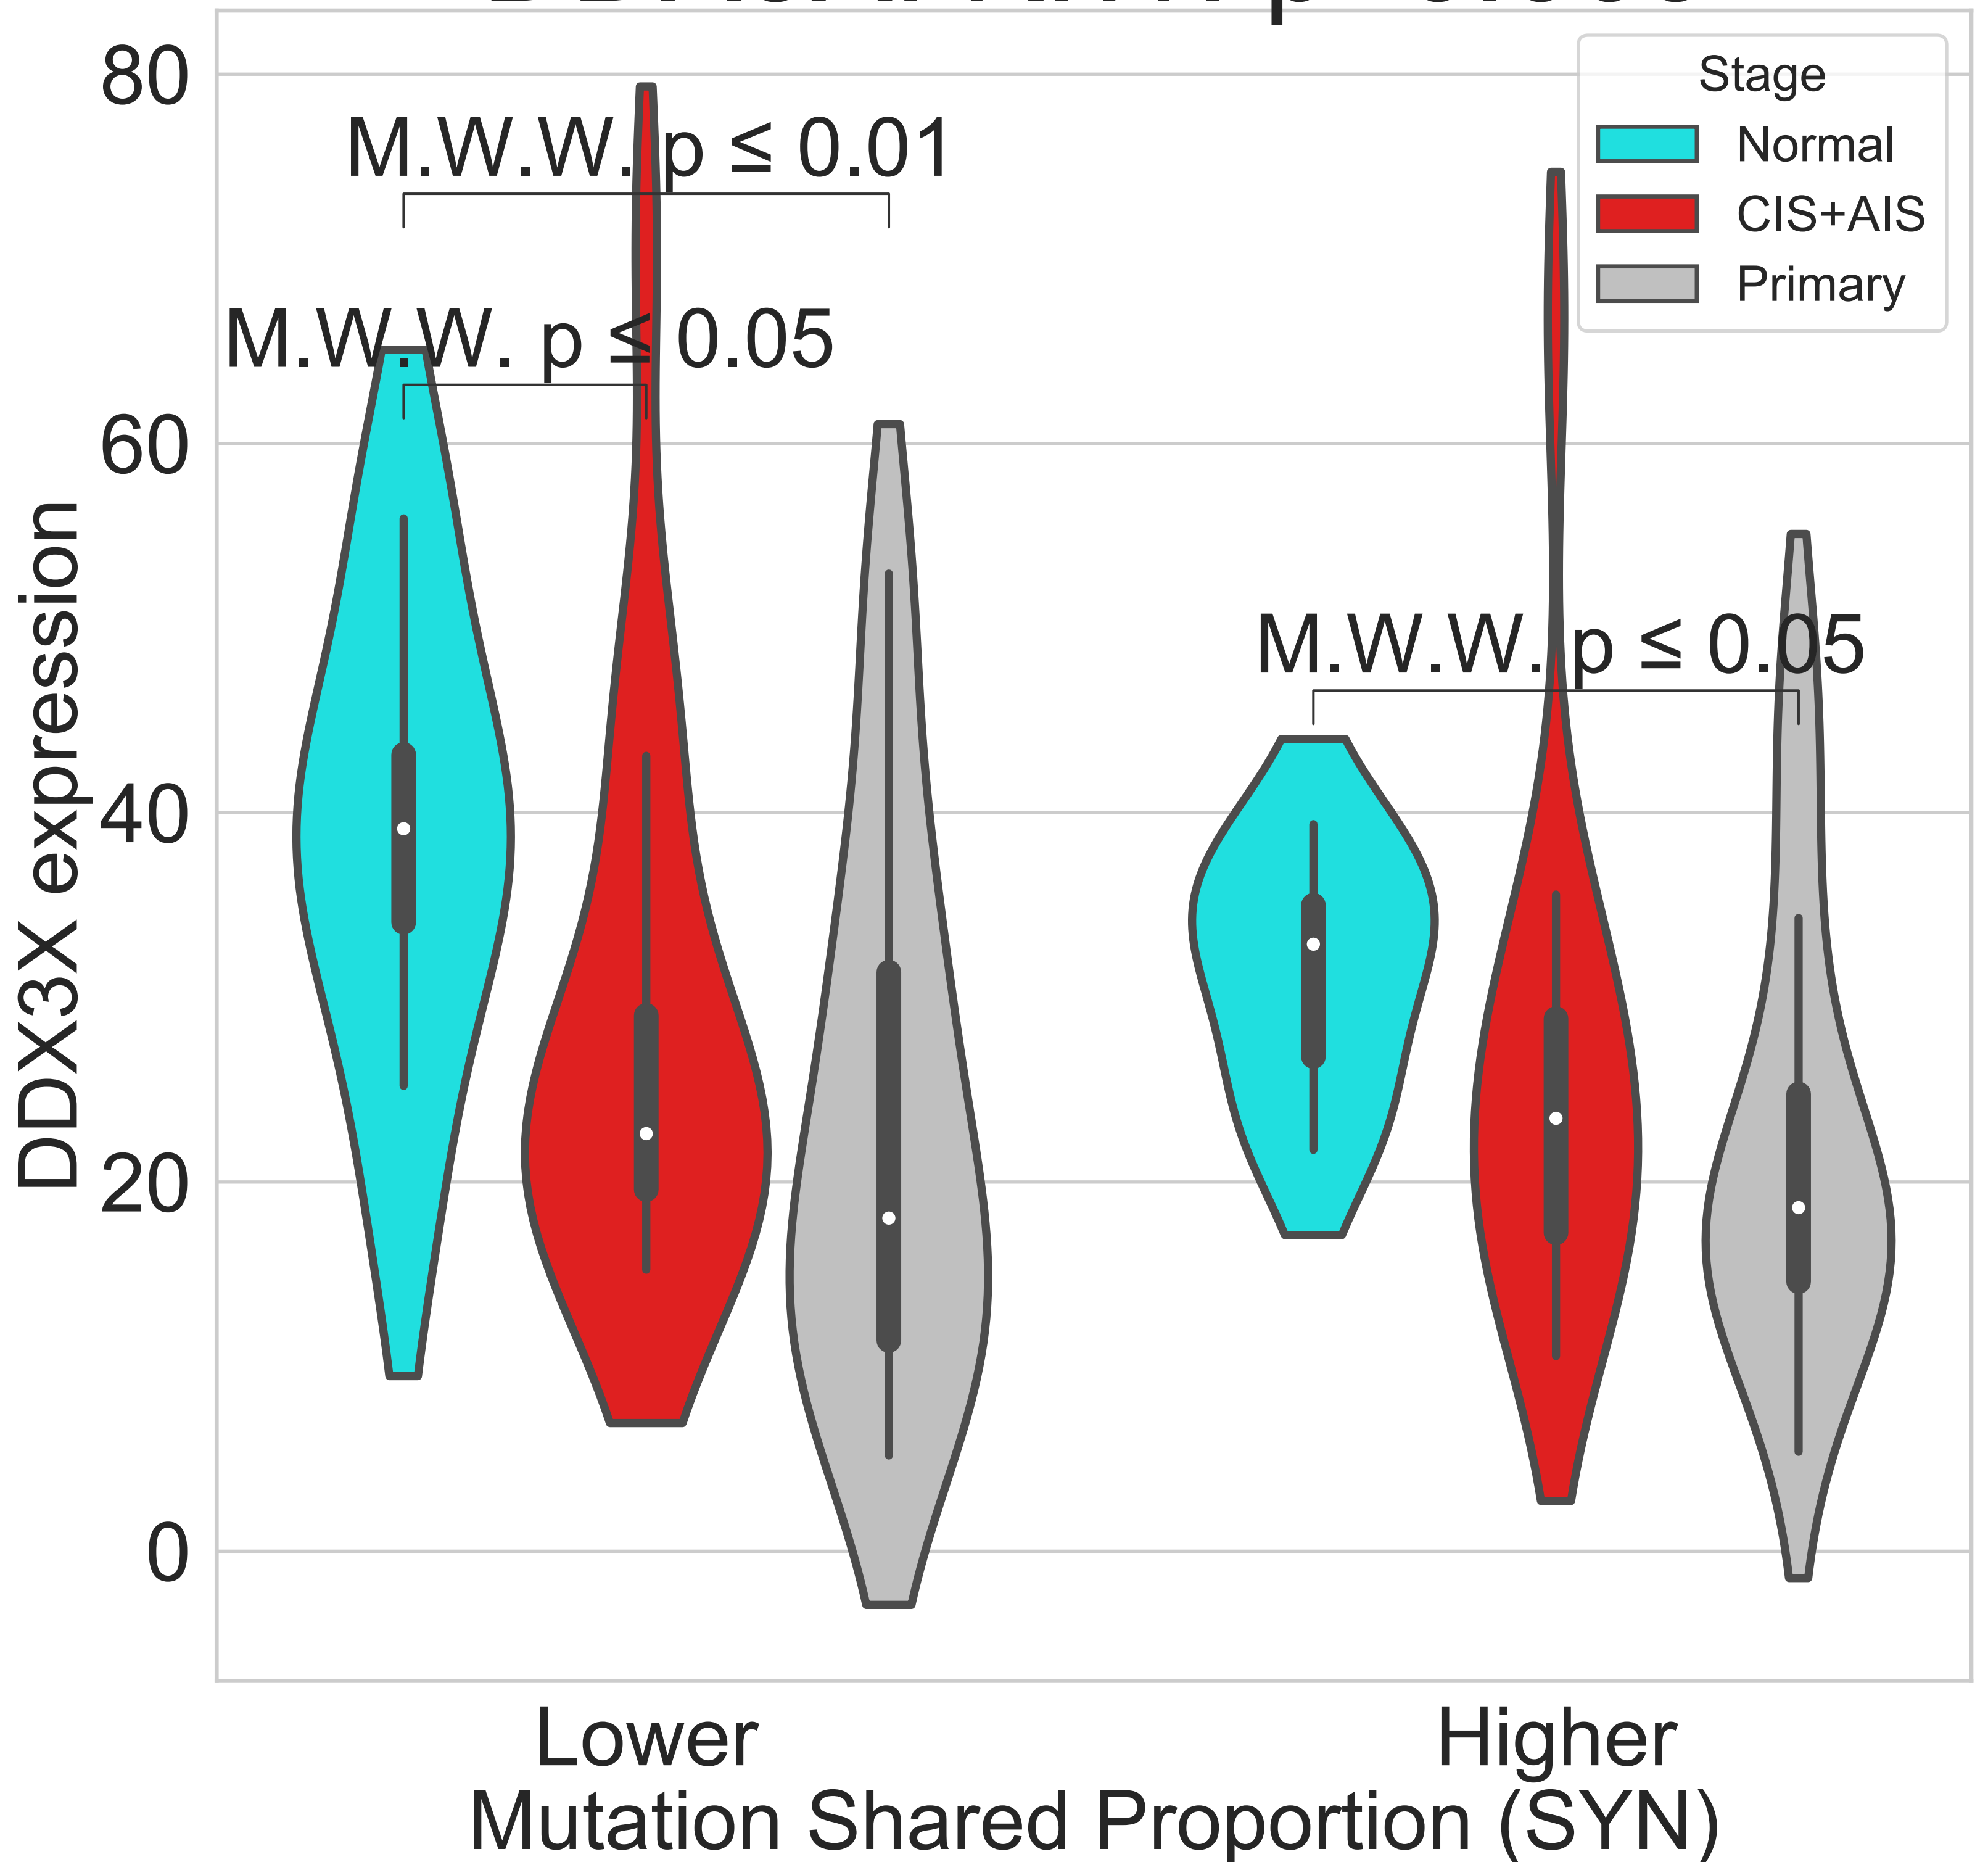 80
60
40
20
0
DDX3X expression
M.W.W. p ≤ 0.01
M.W.W. p ≤ 0.05
M.W.W. p ≤ 0.05
Stage
Normal
CIS+AIS
Primary
Lower
Higher
Mutation Shared Proportion (SYN)